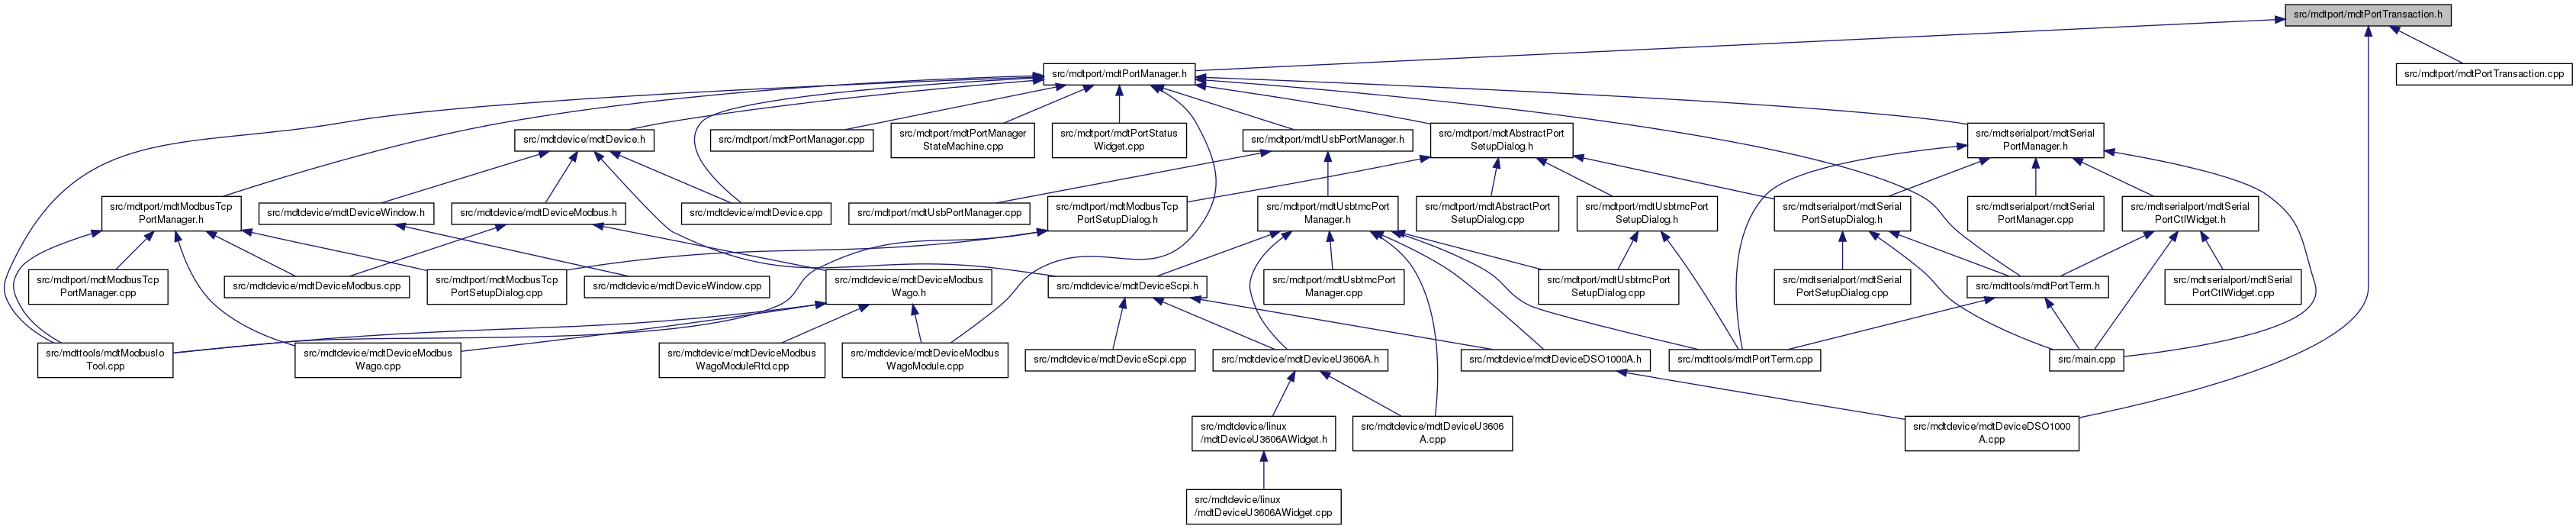 src/mdtport/mdtPortTransaction.h
src/mdtport/mdtPortManager.h
src/mdtport/mdtPortTransaction.cpp
src/mdtdevice/mdtDevice.h
src/mdtport/mdtPortManager.cpp
src/mdtport/mdtPortManager
StateMachine.cpp
src/mdtport/mdtPortStatus
Widget.cpp
src/mdtport/mdtUsbPortManager.h
src/mdtport/mdtAbstractPort
SetupDialog.h
src/mdtserialport/mdtSerial
PortManager.h
src/mdtport/mdtModbusTcp
PortManager.h
src/mdtdevice/mdtDeviceWindow.h
src/mdtdevice/mdtDeviceModbus.h
src/mdtdevice/mdtDevice.cpp
src/mdtport/mdtUsbPortManager.cpp
src/mdtport/mdtModbusTcp
PortSetupDialog.h
src/mdtport/mdtUsbtmcPort
Manager.h
src/mdtport/mdtAbstractPort
SetupDialog.cpp
src/mdtport/mdtUsbtmcPort
SetupDialog.h
src/mdtserialport/mdtSerial
PortSetupDialog.h
src/mdtserialport/mdtSerial
PortManager.cpp
src/mdtserialport/mdtSerial
PortCtlWidget.h
src/mdtport/mdtModbusTcp
PortManager.cpp
src/mdtdevice/mdtDeviceModbus.cpp
src/mdtport/mdtModbusTcp
PortSetupDialog.cpp
src/mdtdevice/mdtDeviceWindow.cpp
src/mdtdevice/mdtDeviceModbus
Wago.h
src/mdtdevice/mdtDeviceScpi.h
src/mdtport/mdtUsbtmcPort
Manager.cpp
src/mdtport/mdtUsbtmcPort
SetupDialog.cpp
src/mdtserialport/mdtSerial
PortSetupDialog.cpp
src/mdttools/mdtPortTerm.h
src/mdtserialport/mdtSerial
PortCtlWidget.cpp
src/mdttools/mdtModbusIo
Tool.cpp
src/mdtdevice/mdtDeviceModbus
Wago.cpp
src/mdtdevice/mdtDeviceModbus
WagoModuleRtd.cpp
src/mdtdevice/mdtDeviceModbus
WagoModule.cpp
src/mdtdevice/mdtDeviceScpi.cpp
src/mdtdevice/mdtDeviceU3606A.h
src/mdtdevice/mdtDeviceDSO1000A.h
src/mdttools/mdtPortTerm.cpp
src/main.cpp
src/mdtdevice/linux
/mdtDeviceU3606AWidget.h
src/mdtdevice/mdtDeviceU3606
A.cpp
src/mdtdevice/mdtDeviceDSO1000
A.cpp
src/mdtdevice/linux
/mdtDeviceU3606AWidget.cpp